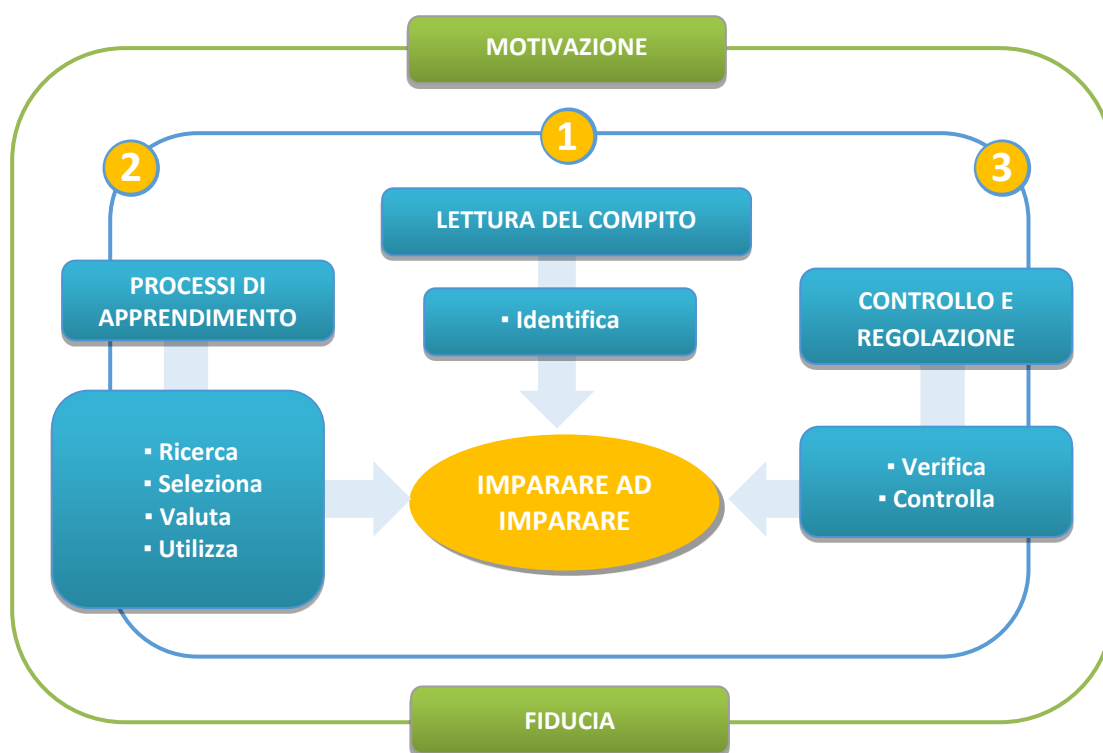 MOTIVAZIONE
1
2
3
LETTURA DEL COMPITO
▪ Identifica
PROCESSI DI
APPRENDIMENTO
▪ Ricerca
▪ Seleziona
▪ Valuta
▪ Utilizza
CONTROLLO E
REGOLAZIONE
▪ Verifica
▪ Controlla
IMPARARE AD
IMPARARE
FIDUCIA